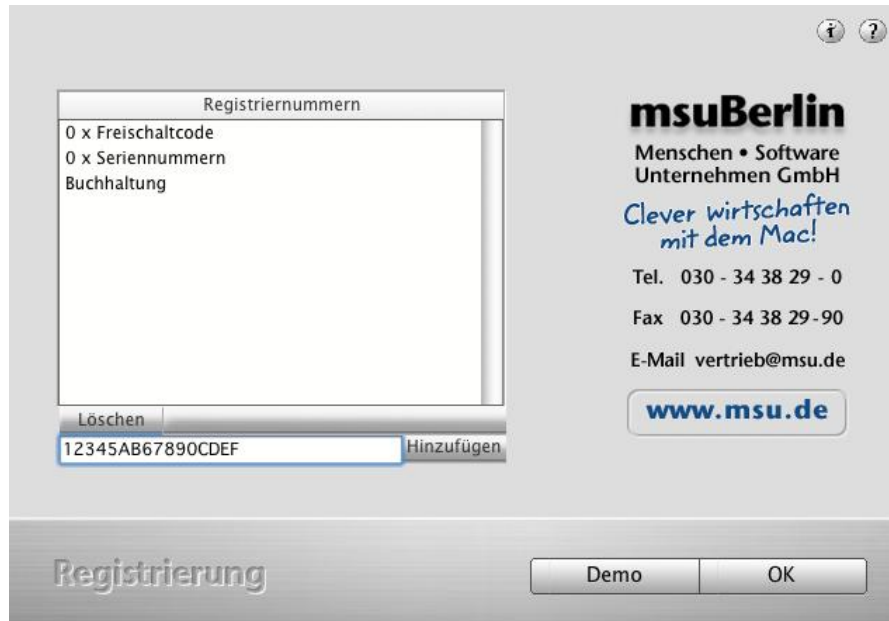 i ?
Registriernummern
0 x Freischaltcode
0 x Seriennummern
Buchhaltung
Löschen
12345AB67890CDEF Hinzufügen
msuBerlin
Menschen • Software
Unternehmen GmbH
Clever wirtschaften
mit dem Mac!
Tel. 030 - 34 38 29 - 0
Fax 030 - 34 38 29-90
E-Mail vertrieb@msu.de
www.msu.de
Registrierung
Demo OK